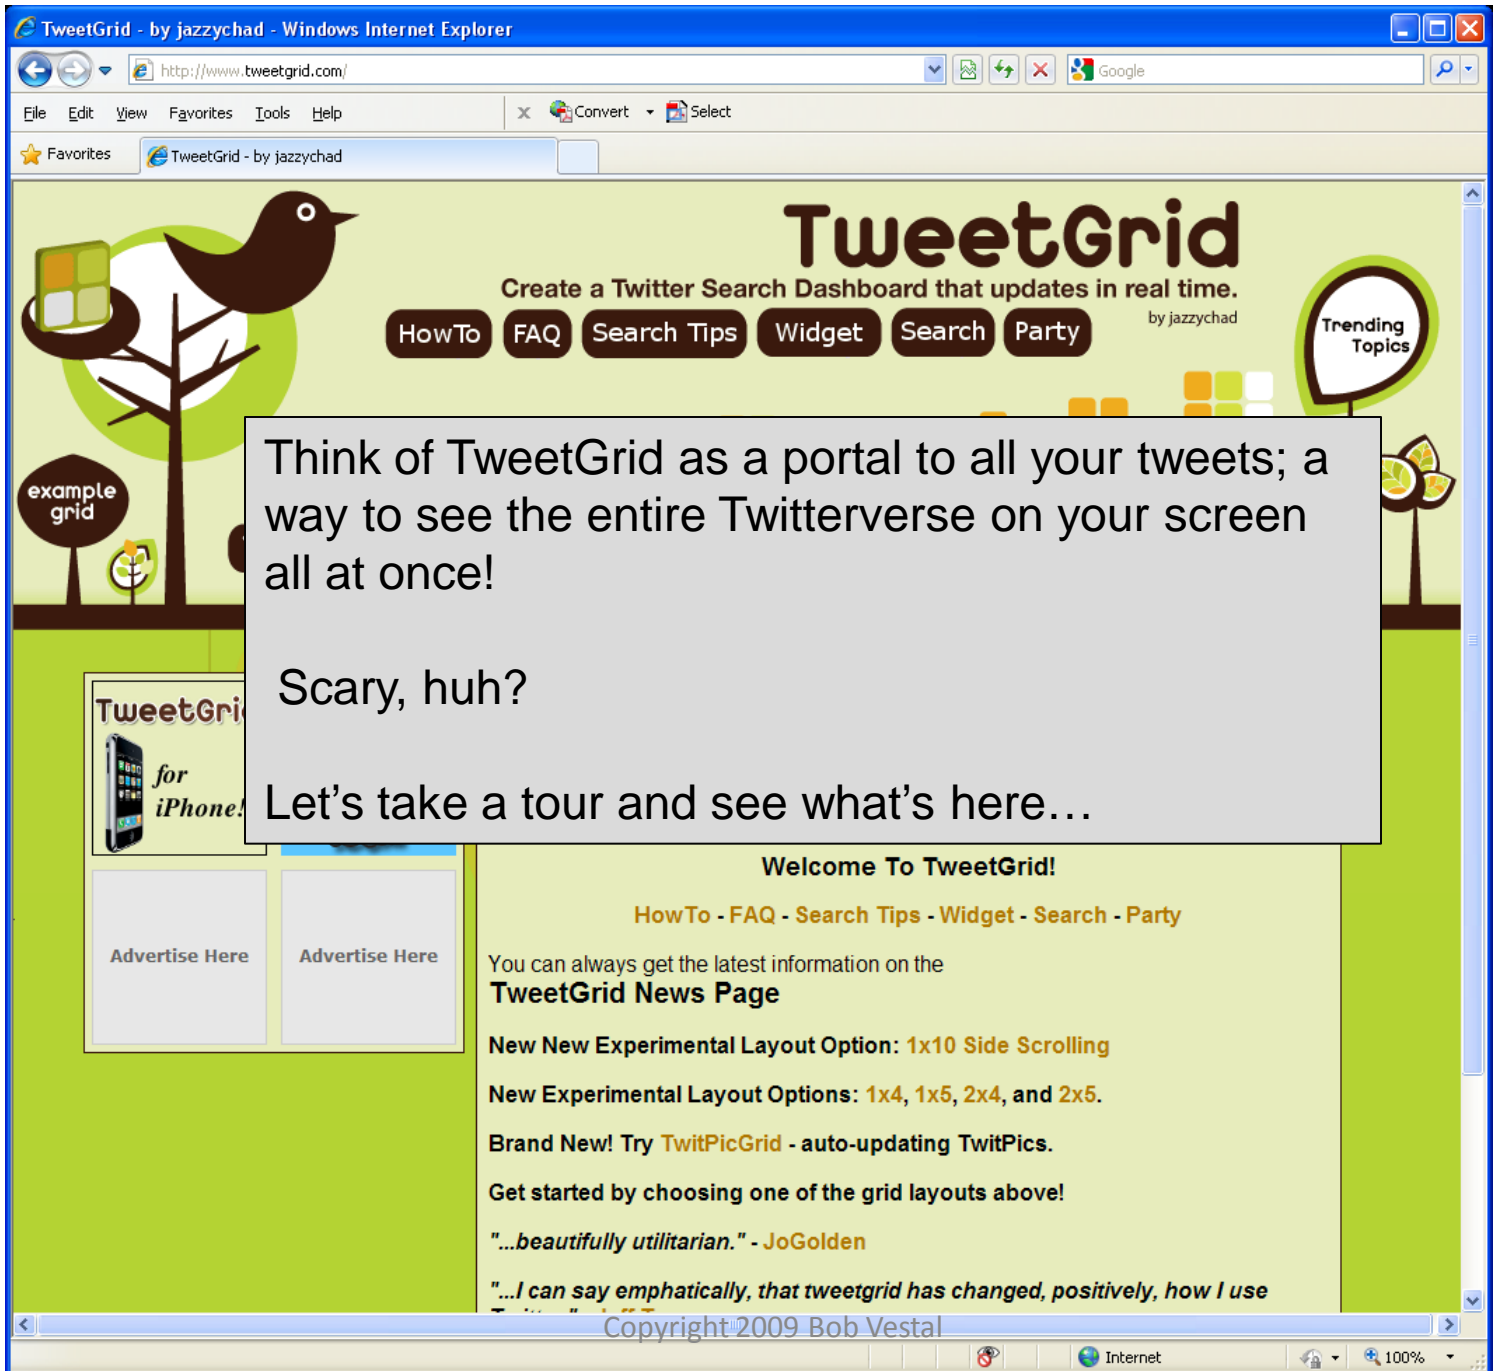 TweetGrid - by jazzychad - Windows Internet Explorer
http://www.tweetgrid.com/
Google
File Edit View Favorites Tools Help
x Convert Select
Favorites
TweetGrid - by jazzychad
TweetGrid
Create a Twitter Search Dashboard that updates in real time.
by jazzychad
HowTo FAQ Search Tips Widget Search Party
Trending
Topics
example
grid
Think of TweetGrid as a portal to all your tweets; a
way to see the entire Twitterverse on your screen
all at once!
Scary, huh?
Let's take a tour and see what's here…
TweetGri
for
iPhone!
Advertise Here
Advertise Here
Welcome To TweetGrid!
HowTo - FAQ - Search Tips - Widget - Search - Party
You can always get the latest information on the
TweetGrid News Page
New New Experimental Layout Option: 1x10 Side Scrolling
New Experimental Layout Options: 1x4, 1x5, 2x4, and 2x5.
Brand New! Try TwitPicGrid - auto-updating TwitPics.
Get started by choosing one of the grid layouts above!
"...beautifully utilitarian." - JoGolden
"...I can say emphatically, that tweetgrid has changed, positively, how I use
Copyright 2009 Bob Vestal
Internet
100%